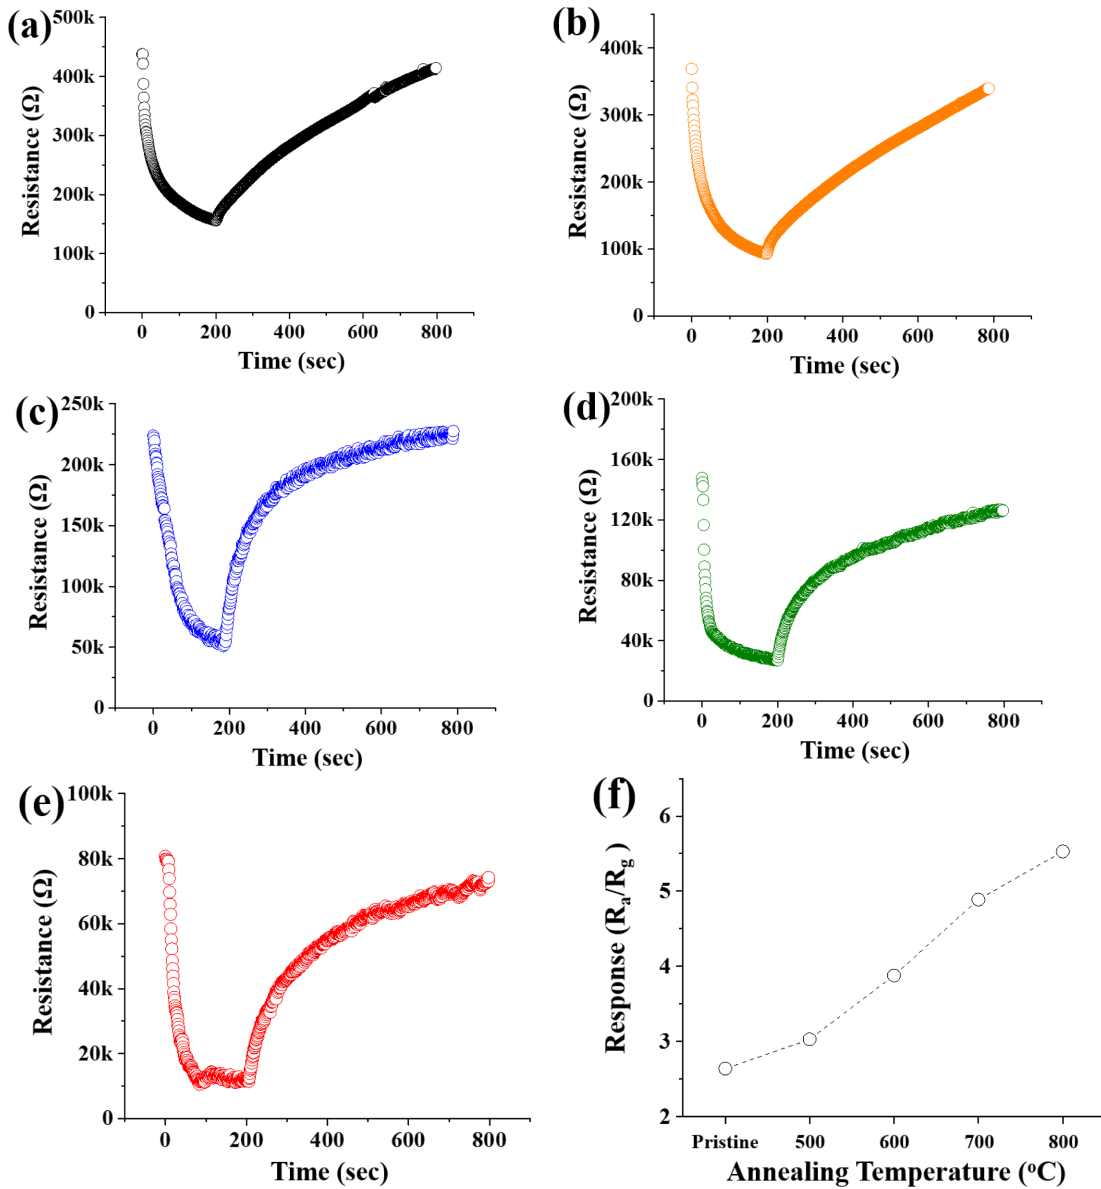 (a)
500k
400k
300k
200k
100k
0
Resistance (Ω)
0 200 400 600 800
Time (sec)
(b)
400k
300k
200k
100k
0
Resistance (Ω)
0 200 400 600 800
Time (sec)
(c)
250k
200k
150k
100k
50k
0
Resistance (Ω)
0 200 400 600 800
Time (sec)
(d)
200k
160k
120k
80k
40k
0
Resistance (Ω)
0 200 400 600 800
Time (sec)
(e)
100k
80k
60k
40k
20k
0
Resistance (Ω)
0 200 400 600 800
Time (sec)
(f)
6
5
4
3
2
Response (Ra/Rg )
Pristine 500 600 700 800
Annealing Temperature (oC)